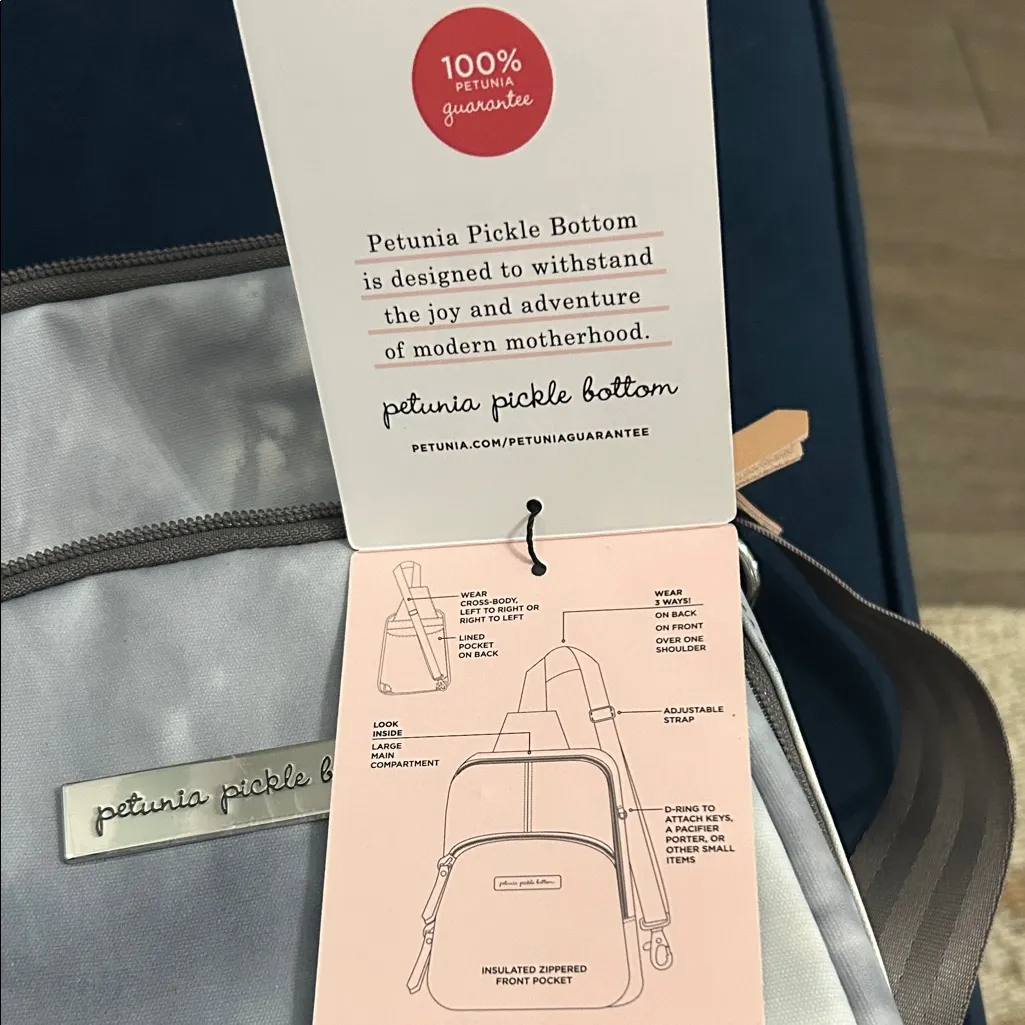 100%
PETUNIA
guarantee
Petunia Pickle Bottom
is designed to withstand
the joy and adventure
of modern motherhood.
petunia pickle bottom
PETUNIA.COM/PETUNIAGUARANTEE
WEAR
CROSS-BODY,
LEFT TO RIGHT OR
RIGHT TO LEFT
LINED
POCKET
ON BACK
WEAR
3 WAYS!
ON BACK
ON FRONT
OVER ONE
SHOULDER
ADJUSTABLE
STRAP
LOOK
INSIDE
LARGE
MAIN
COMPARTMENT
D-RING TO
ATTACH KEYS,
A PACIFIER
PORTER, OR
OTHER SMALL
ITEMS
petunia pickle bottom
INSULATED ZIPPERED
FRONT POCKET
petunia pickle b